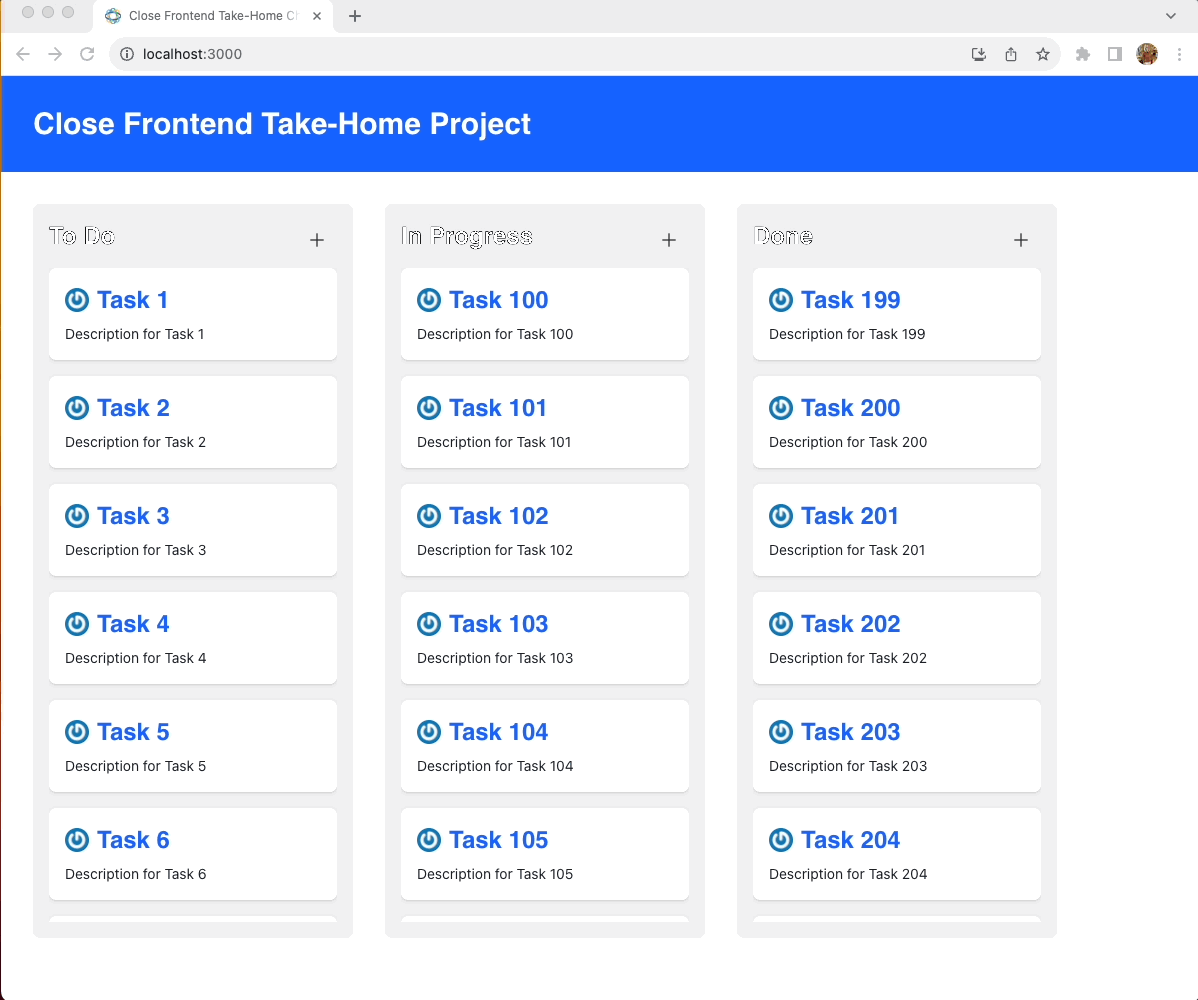 Close Frontend Take-Home Ch
localhost:3000
Close Frontend Take-Home Project
To Do
Task 1
Description for Task 1
Task 2
Description for Task 2
Task 3
Description for Task 3
Task 4
Description for Task 4
Task 5
Description for Task 5
Task 6
Description for Task 6
In Progress
Task 100
Description for Task 100
Task 101
Description for Task 101
Task 102
Description for Task 102
Task 103
Description for Task 103
Task 104
Description for Task 104
Task 105
Description for Task 105
Done
Task 199
Description for Task 199
Task 200
Description for Task 200
Task 201
Description for Task 201
Task 202
Description for Task 202
Task 203
Description for Task 203
Task 204
Description for Task 204